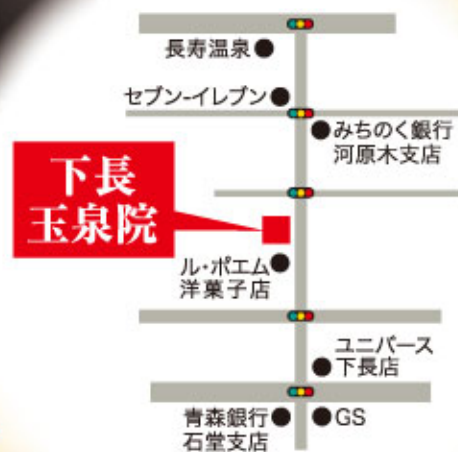 長寿温泉
セブン-イレブン
みちのく銀行
河原木支店
下長
玉泉院
ル・ポエム
洋菓子店
ユニバース
下長店
青森銀行
石堂支店
GS